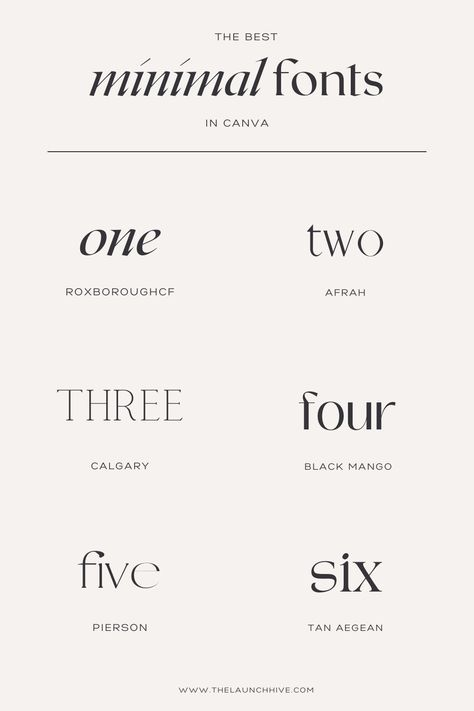 THE BEST
minimal fonts
IN CANVA
one
two
ROXBOROUGHCF
AFRAH
THREE
four
CALGARY
BLACK MANGO
five
six
PIERSON
TAN AEGEAN
WWW.THELAUNCHHIVE.COM